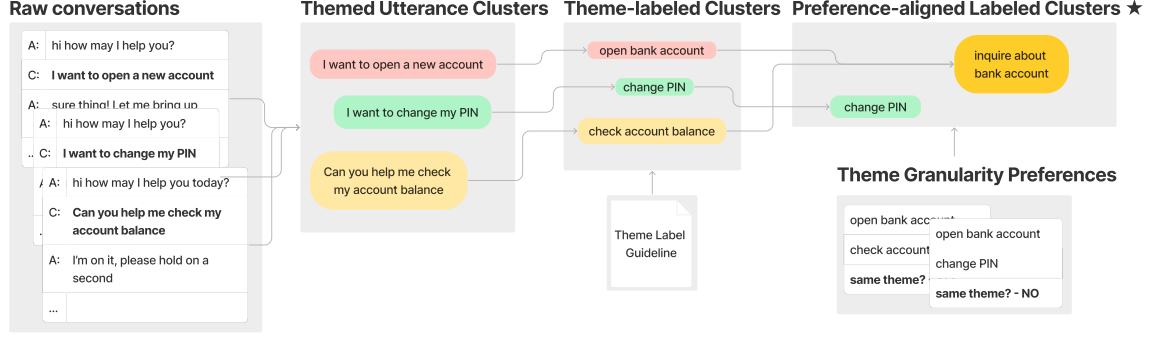 Raw conversations
A: hi how may I help you?
C: I want to open a new account
A: sure thing! Let me bring up
..
A: hi how may I help you?
C: I want to change my PIN
A: hi how may I help you today?
C: Can you help me check my
account balance
A: I'm on it, please hold on a
second
...
Themed Utterance Clusters
I want to open a new account
I want to change my PIN
Can you help me check
my account balance
Theme-labeled Clusters
open bank account
change PIN
check account balance
Theme Label
Guideline
Preference-aligned Labeled Clusters ★
inquire about
bank account
change PIN
Theme Granularity Preferences
open bank account
check account
same theme? -
open bank account
change PIN
same theme? - NO